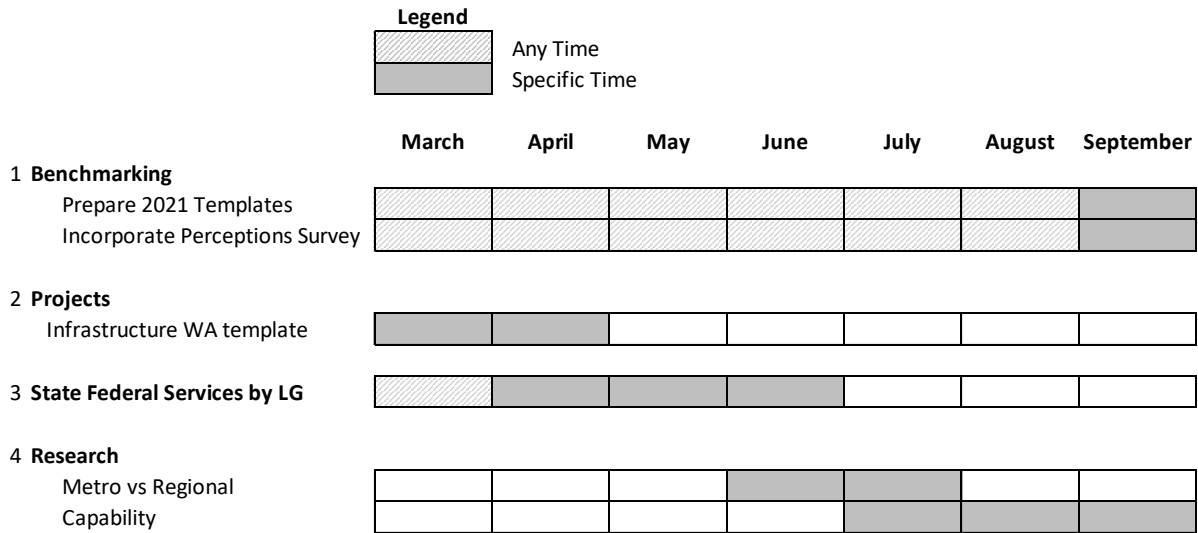 Legend
Any Time
Specific Time
March April May June July August September
1 Benchmarking
Prepare 2021 Templates
Incorporate Perceptions Survey
2 Projects
Infrastructure WA template
3 State Federal Services by LG
4 Research
Metro vs Regional
Capability